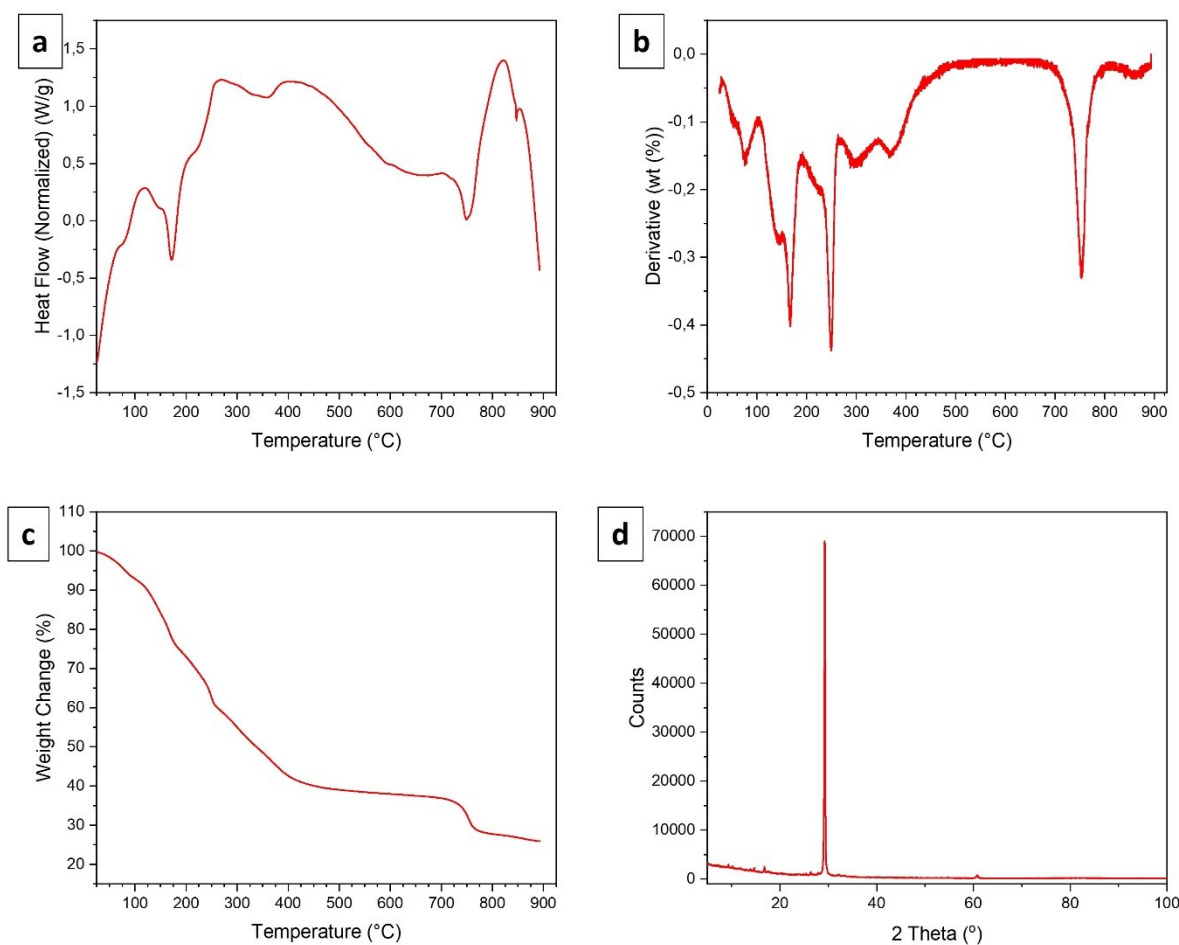 a
Heat Flow (Normalized) (W/g)
1,5
1,0
0,5
0,0
-0,5
-1,0
-1,5
100 200 300 400 500 600 700 800 900
Temperature (°C)
b
Derivative (wt (%))
0,0
-0,1
-0,2
-0,3
-0,4
-0,5
0 100 200 300 400 500 600 700 800 900
Temperature (°C)
c
Weight Change (%)
110
100
90
80
70
60
50
40
30
20
100 200 300 400 500 600 700 800 900
Temperature (°C)
d
Counts
70000
60000
50000
40000
30000
20000
10000
0
20 40 60 80 100
2 Theta (º)